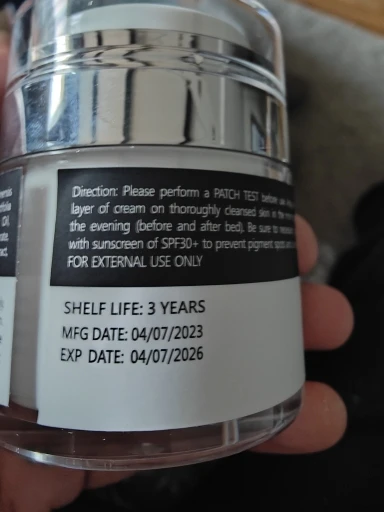 Direction: Please perform a PATCH TEST before
layer of cream on thoroughly cleansed skin in the
the evening (before and after bed). Be sure to
with sunscreen of SPF30+ to prevent pigment spots
FOR EXTERNAL USE ONLY
SHELF LIFE: 3 YEARS
MFG DATE: 04/07/2023
EXP DATE: 04/07/2026